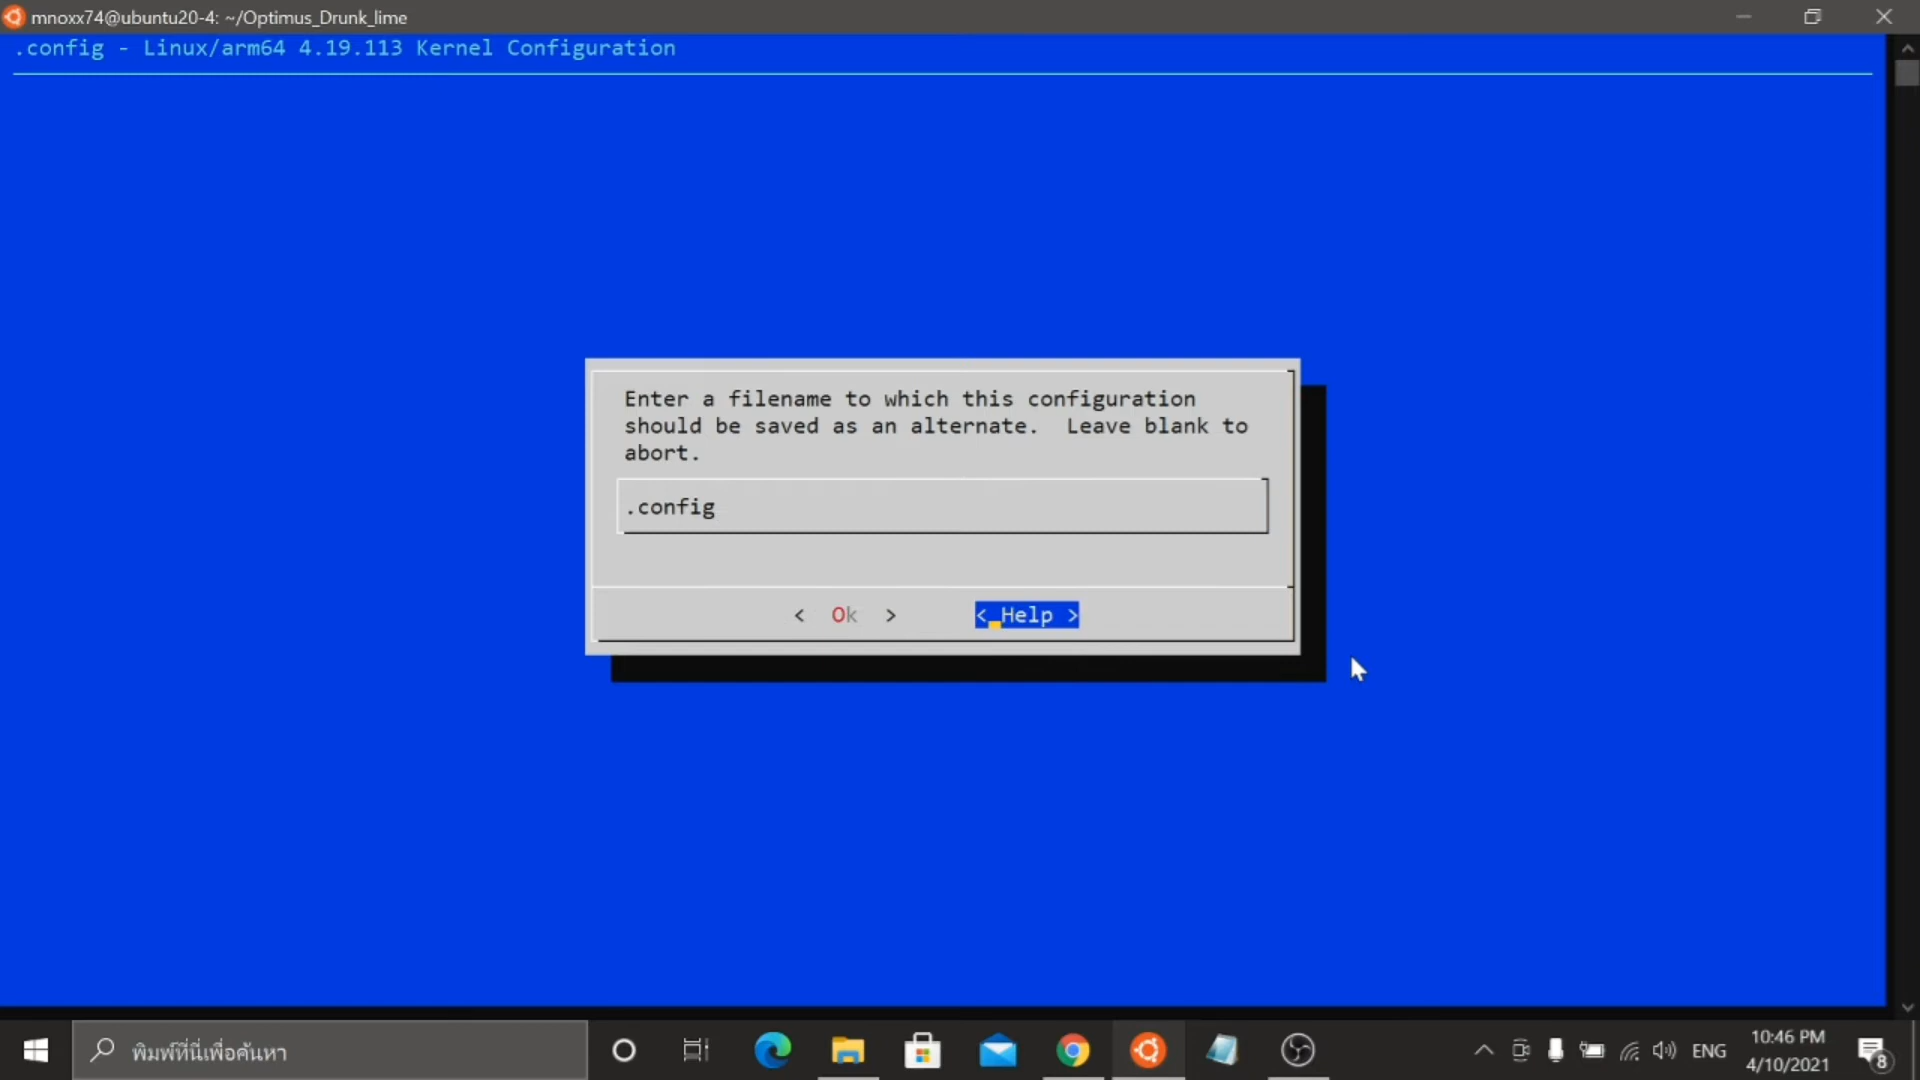 mnoxx74@ubuntu20-4: ~/Optimus_Drunk_lime
.config - Linux/arm64 4.19.113 Kernel Configuration
Enter a filename to which this configuration
should be saved as an alternate.  Leave blank to
abort.
.config
< Ok > < Help >
พิมพ์ที่นี่เพื่อค้นหา
ENG
10:46 PM
4/10/2021
8